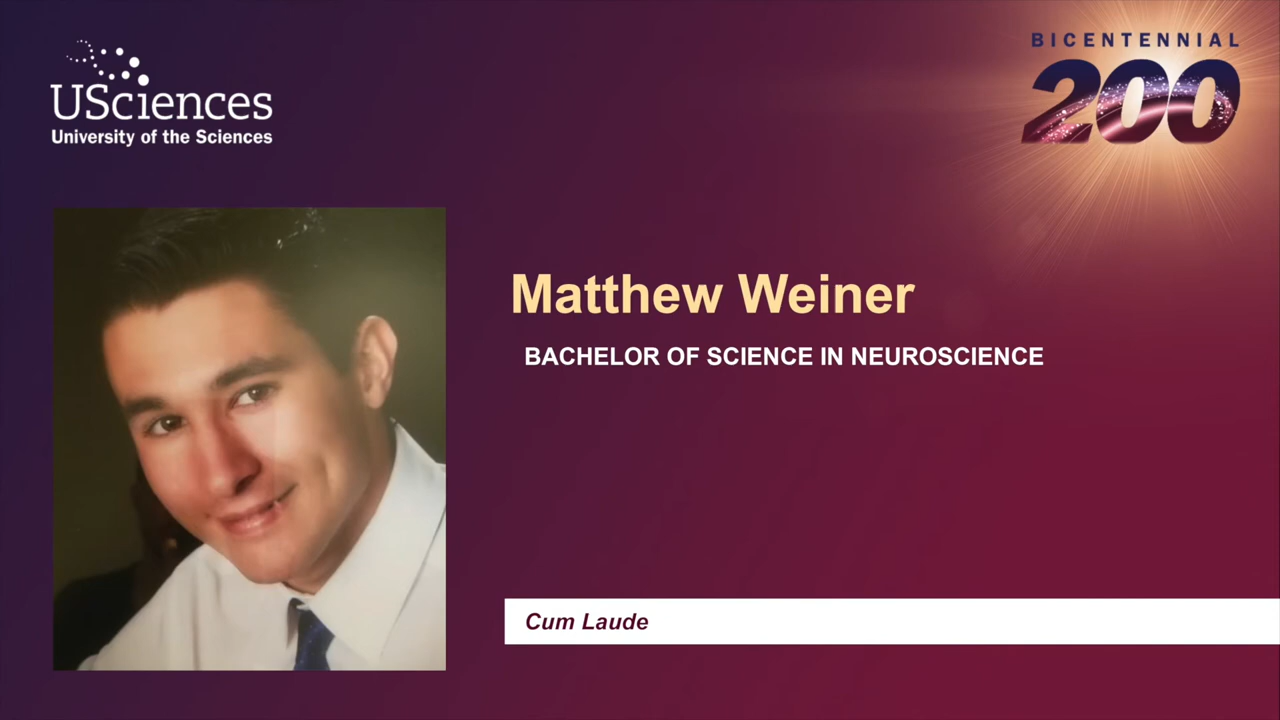 USciences
University of the Sciences
BICENTENNIAL
200
Matthew Weiner
BACHELOR OF SCIENCE IN NEUROSCIENCE
Cum Laude